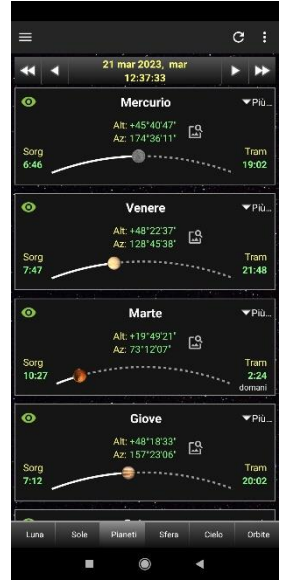 21 mar 2023, mar
12:37:33
Mercurio
Più...
Alt: +45°40'47"
Az: 174°36'11"
Sorg
6:46
Tram
19:02
Venere
Più...
Alt: +48°22'37"
Az: 128°45'38"
Sorg
7:47
Tram
21:48
Marte
Più...
Alt: +19°49'21"
Az: 73°12'07"
Sorg
10:27
Tram
2:24
domani
Giove
Più...
Alt: +48°18'33"
Az: 157°23'06"
Sorg
7:12
Tram
20:02
Luna Sole Pianeti Sfera Cielo Orbite